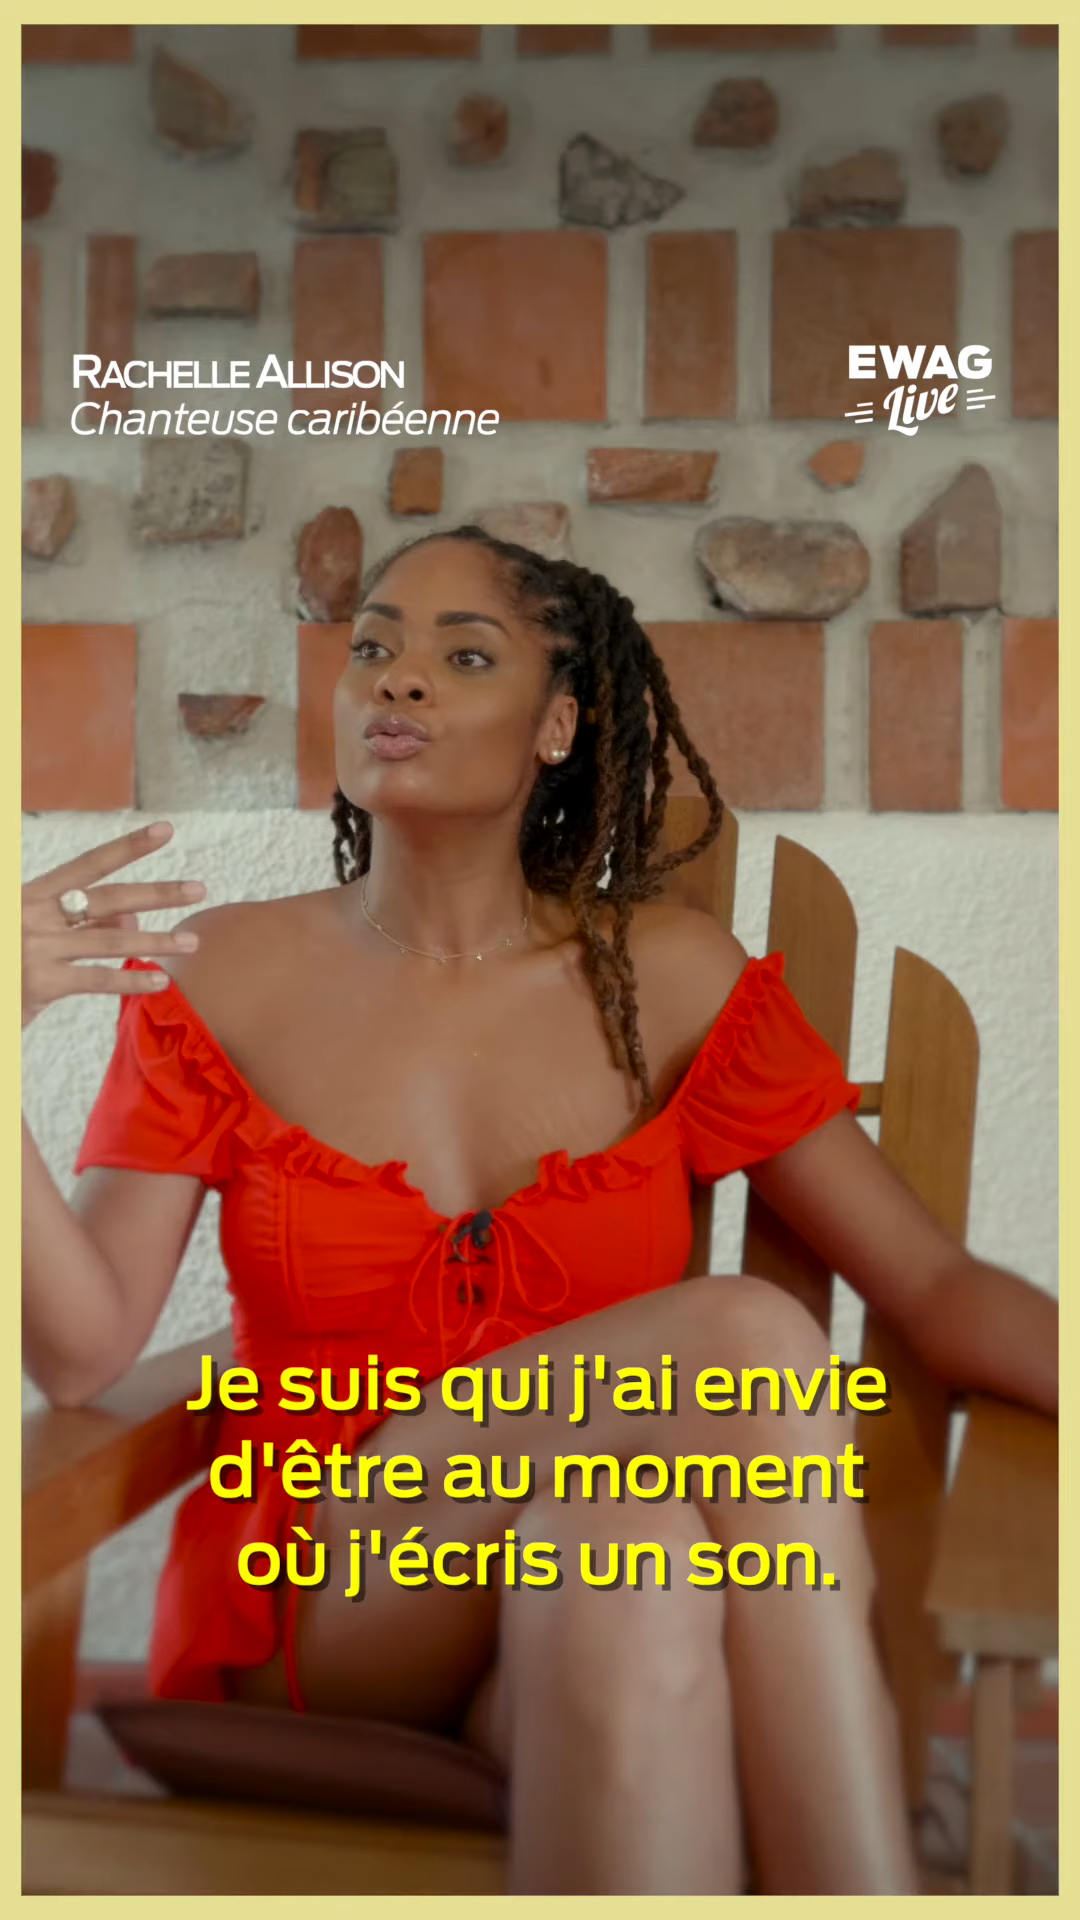 RACHELLE ALLISON
Chanteuse caribéenne
EWAG
Live
Je suis qui j'ai envie
d'être au moment
où j'écris un son.